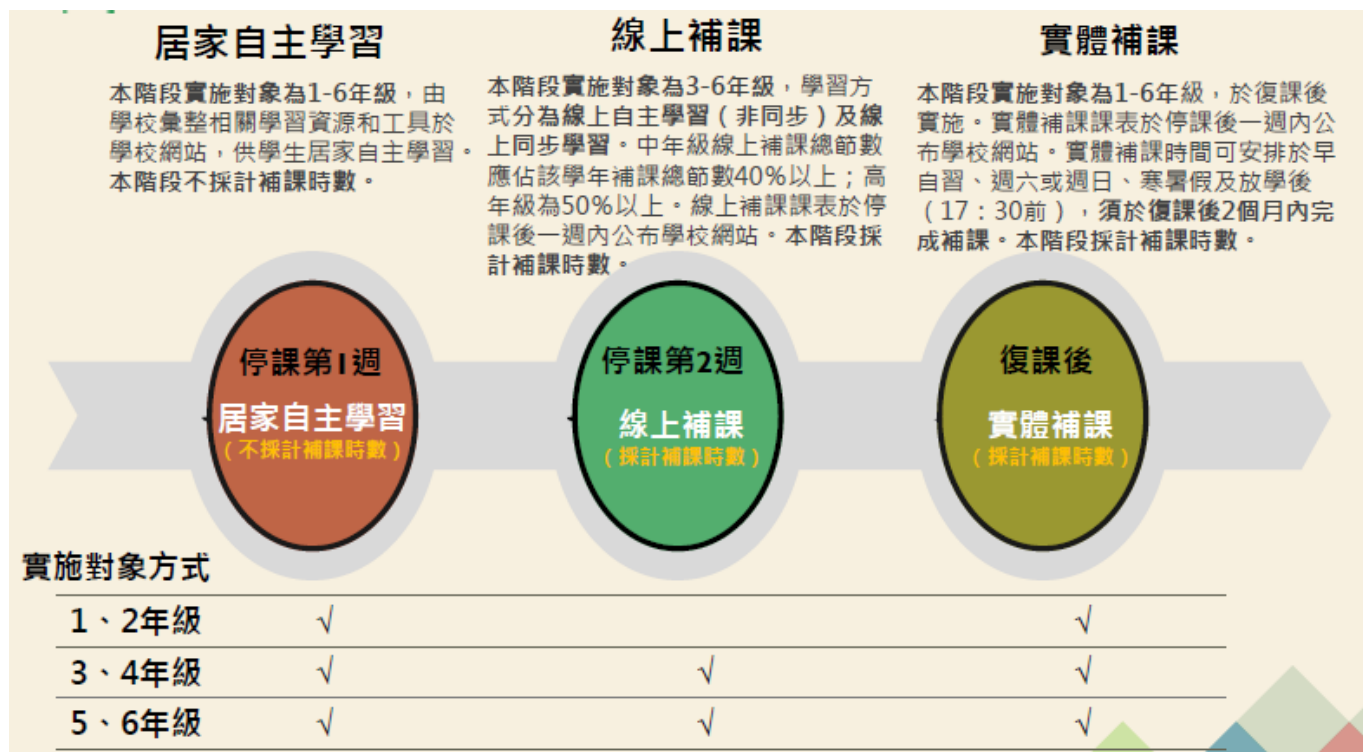 居家自主學習
本階段實施對象為1-6年級，由
學校彙整相關學習資源和工具於
學校網站，供學生居家自主學習。
本階段不採計補課時數。
線上補課
本階段實施對象為3-6年級，學習方
式分為線上自主學習（非同步）及線
上同步學習。中年級線上補課總節數
應佔該學年補課總節數40%以上；高
年級為50%以上。線上補課課表於停
課後一週內公布學校網站。本階段採
計補課時數。
實體補課
本階段實施對象為1-6年級，於復課後
實施。實體補課課表於停課後一週內公
布學校網站。實體補課時間可安排於早
自習、週六或週日、寒暑假及放學後
（17：30前），須於復課後2個月內完
成補課。本階段採計補課時數。
停課第1週
居家自主學習
（不採計補課時數）
停課第2週
線上補課
（採計補課時數）
復課後
實體補課
（採計補課時數）
實施對象方式
1、2年級 √ √
3、4年級 √ √ √
5、6年級 √ √ √